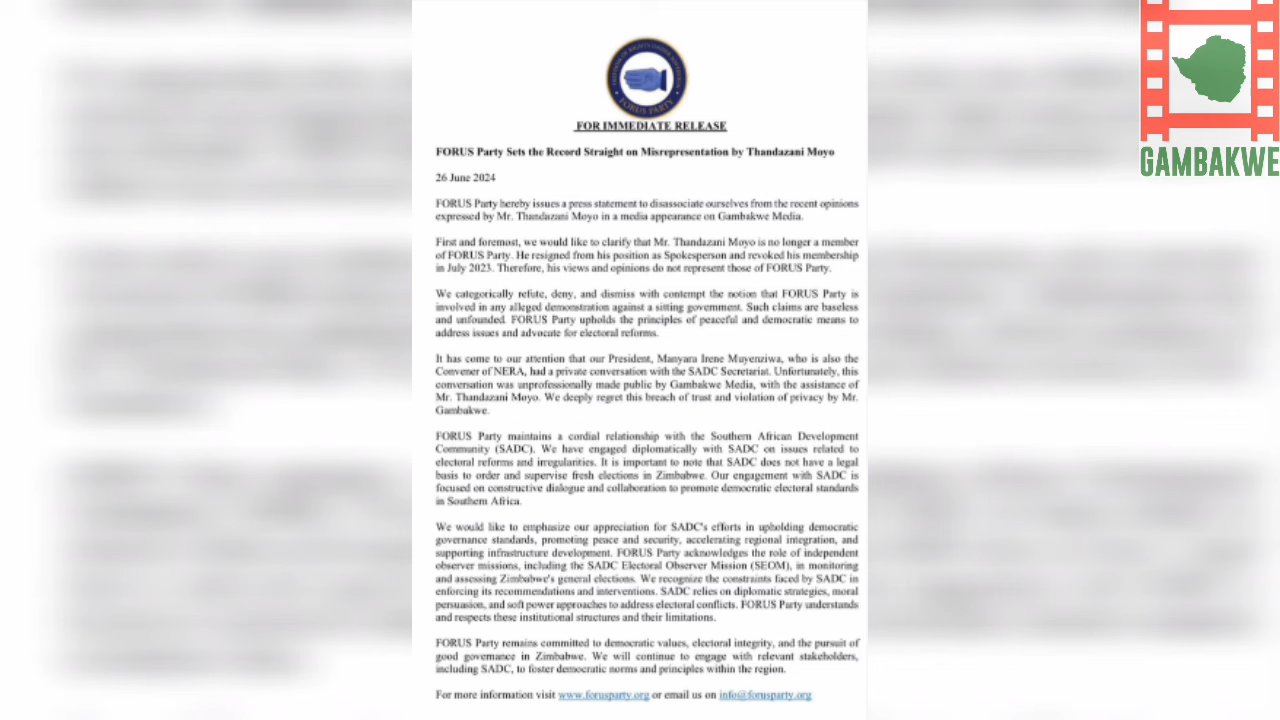 FORUS PARTY
GAMBAKWE
FOR IMMEDIATE RELEASE
FORUS Party Sets the Record Straight on Misrepresentation by Thandazani Moyo
26 June 2024
FORUS Party hereby issues a press statement to disassociate ourselves from the recent opinions
expressed by Mr. Thandazani Moyo in a media appearance on Gambakwe Media.
First and foremost, we would like to clarify that Mr. Thandazani Moyo is no longer a member
of FORUS Party. He resigned from his position as Spokesperson and revoked his membership
in July 2023. Therefore, his views and opinions do not represent those of FORUS Party.
We categorically refute, deny, and dismiss with contempt the notion that FORUS Party is
involved in any alleged demonstration against a sitting government. Such claims are baseless
and unfounded. FORUS Party upholds the principles of peaceful and democratic means to
address issues and advocate for electoral reforms.
It has come to our attention that our President, Manyara Irene Muyenziwa, who is also the
Convener of NERA, had a private conversation with the SADC Secretariat. Unfortunately, this
conversation was unprofessionally made public by Gambakwe Media, with the assistance of
Mr. Thandazani Moyo. We deeply regret this breach of trust and violation of privacy by Mr.
Gambakwe.
FORUS Party maintains a cordial relationship with the Southern African Development
Community (SADC). We have engaged diplomatically with SADC on issues related to
electoral reforms and irregularities. It is important to note that SADC does not have a legal
basis to order and supervise fresh elections in Zimbabwe. Our engagement with SADC is
focused on constructive dialogue and collaboration to promote democratic electoral standards
in Southern Africa.
We would like to emphasize our appreciation for SADC's efforts in upholding democratic
governance standards, promoting peace and security, accelerating regional integration, and
supporting infrastructure development. FORUS Party acknowledges the role of independent
observer missions, including the SADC Electoral Observer Mission (SEOM), in monitoring
and assessing Zimbabwe's general elections. We recognize the constraints faced by SADC in
enforcing its recommendations and interventions. SADC relies on diplomatic strategies, moral
persuasion, and soft power approaches to address electoral conflicts. FORUS Party understands
and respects these institutional structures and their limitations.
FORUS Party remains committed to democratic values, electoral integrity, and the pursuit of
good governance in Zimbabwe. We will continue to engage with relevant stakeholders,
including SADC, to foster democratic norms and principles within the region.
For more information visit www.forusparty.org or email us on info@forusparty.org